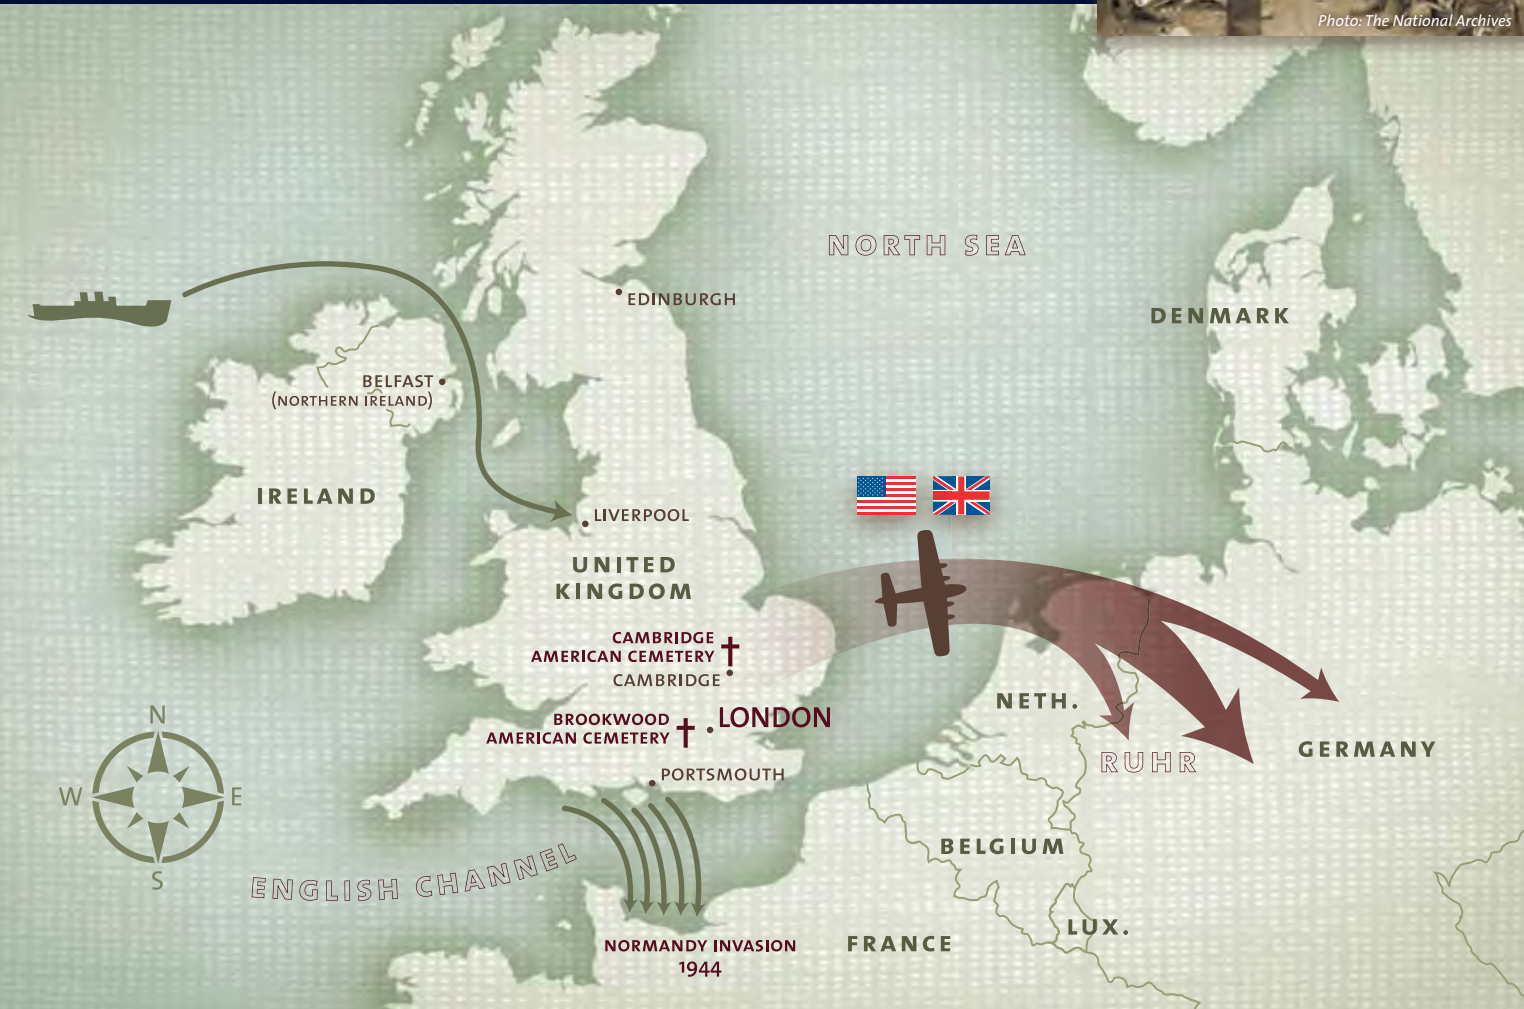 Photo: The National Archives
NORTH SEA
EDINBURGH
DENMARK
BELFAST
(NORTHERN IRELAND)
IRELAND
LIVERPOOL
UNITED
KINGDOM
CAMBRIDGE
AMERICAN CEMETERY
CAMBRIDGE
NETH.
BROOKWOOD
AMERICAN CEMETERY
LONDON
GERMANY
RUHR
PORTSMOUTH
N
W
E
S
BELGIUM
ENGLISH CHANNEL
LUX.
FRANCE
NORMANDY INVASION
1944